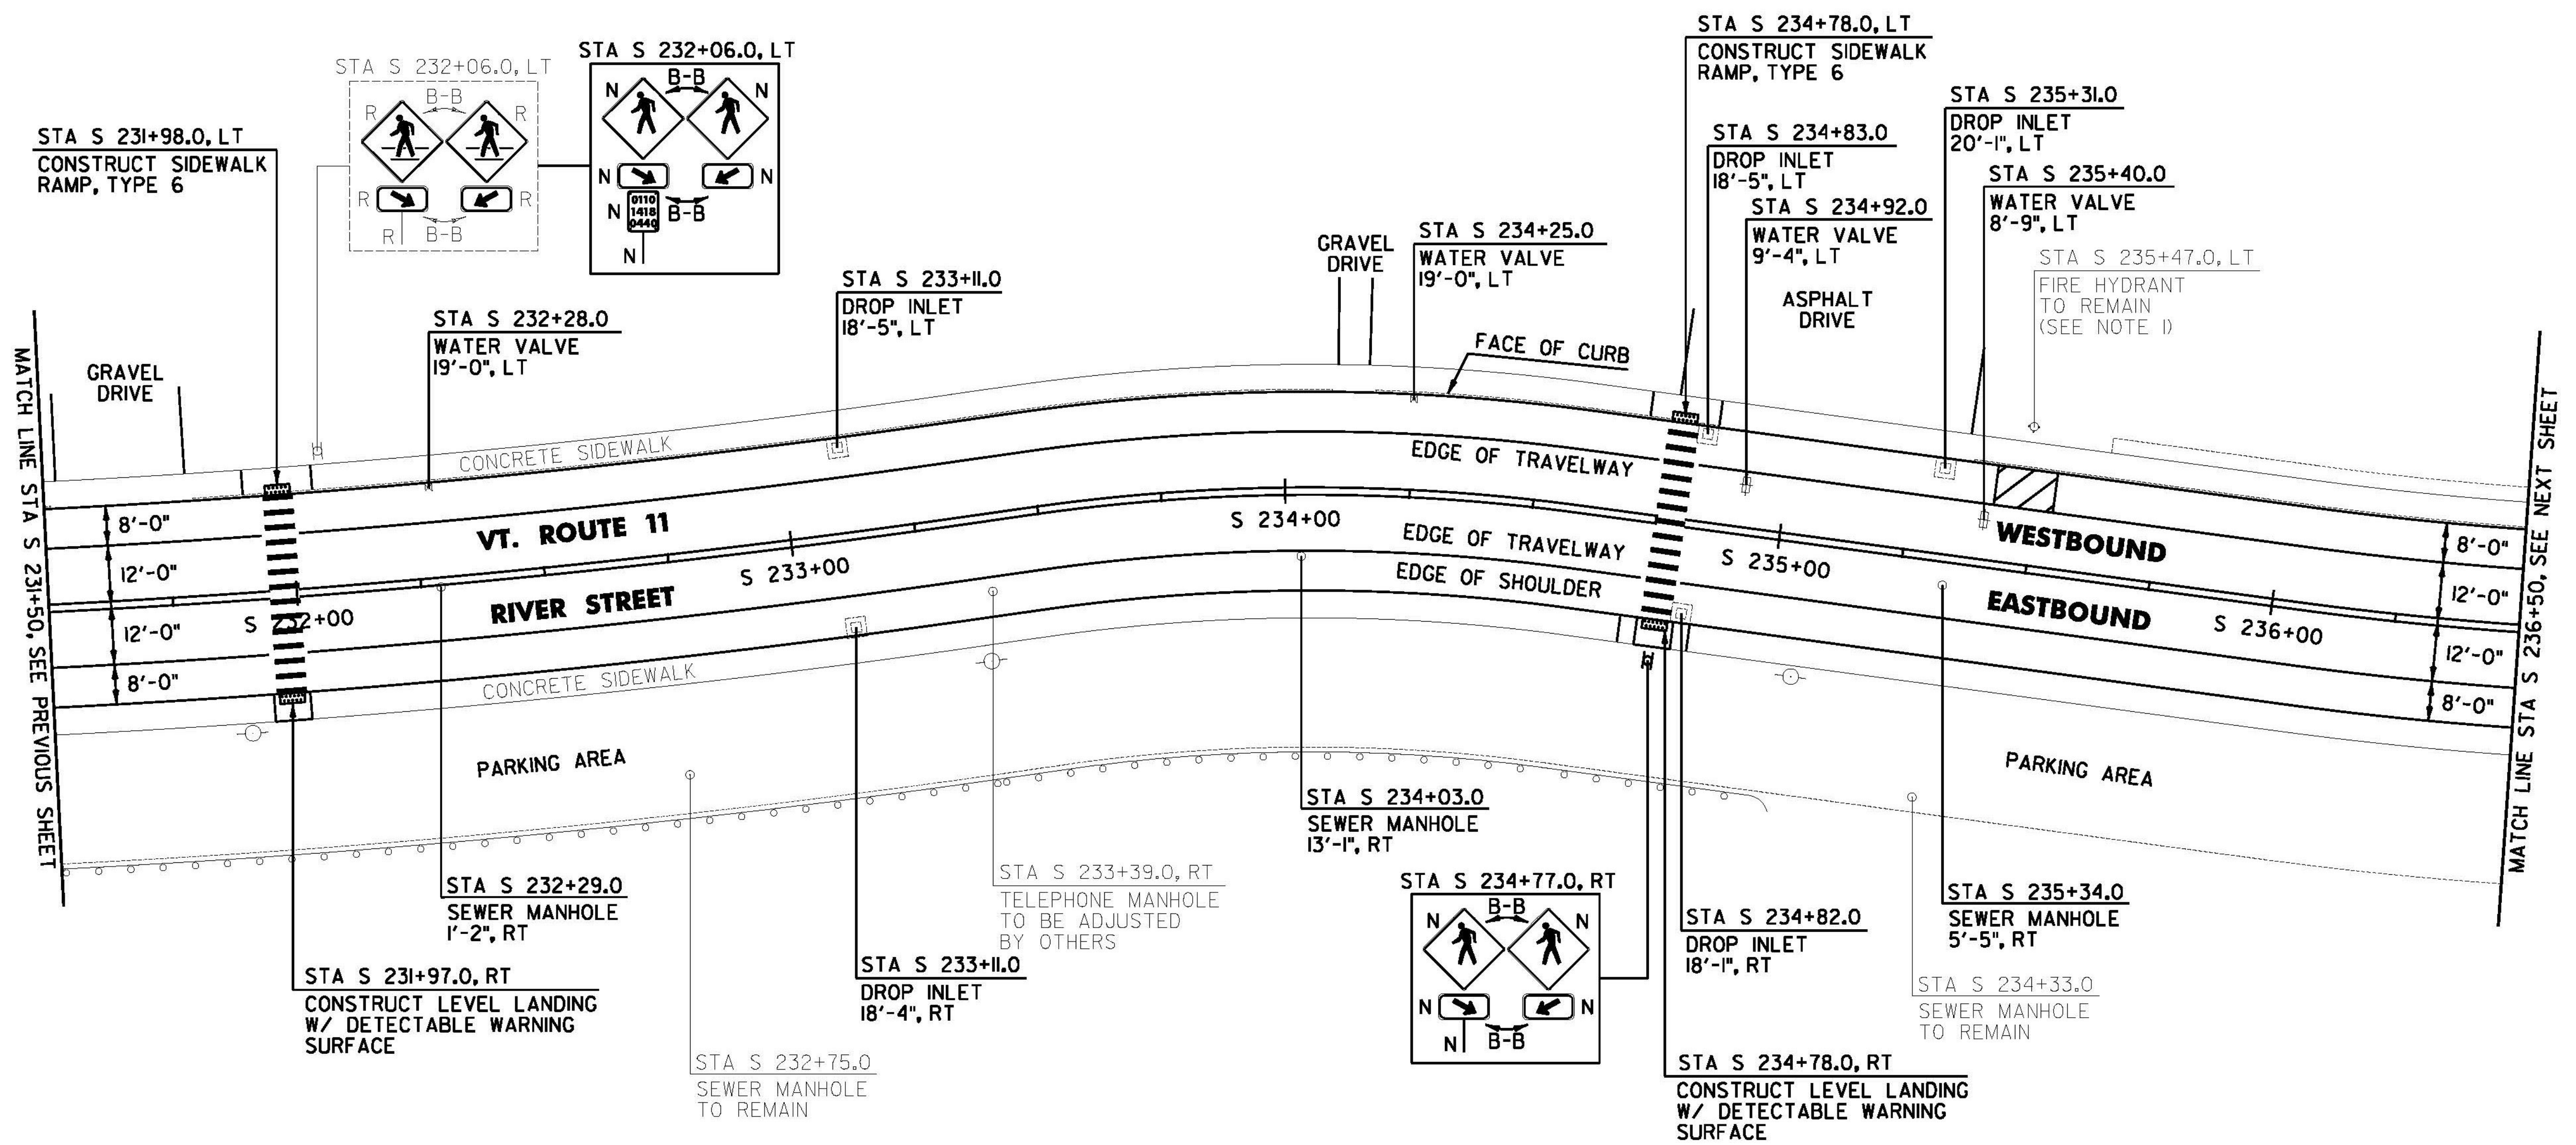 STA S 234+78.0, LT
CONSTRUCT SIDEWALK
RAMP, TYPE 6
STA S 232+06.0, LT
B-B
R
R
R
R
R
B-B
STA S 232+06.0, LT
B-B
N
N
N
N
N
0110
1418
0440
B-B
N
STA S 231+98.0, LT
CONSTRUCT SIDEWALK
RAMP, TYPE 6
STA S 235+31.0
DROP INLET
20'-1", LT
STA S 234+83.0
DROP INLET
18'-5", LT
STA S 235+40.0
WATER VALVE
8'-9", LT
STA S 234+92.0
WATER VALVE
9'-4", LT
STA S 234+25.0
WATER VALVE
19'-0", LT
GRAVEL
DRIVE
STA S 235+47.0, LT
FIRE HYDRANT
TO REMAIN
(SEE NOTE 1)
STA S 233+11.0
DROP INLET
18'-5", LT
ASPHALT
DRIVE
STA S 232+28.0
WATER VALVE
19'-0", LT
FACE OF CURB
GRAVEL
DRIVE
MATCH LINE STA S 231+50, SEE PREVIOUS SHEET
MATCH LINE STA S 236+50, SEE NEXT SHEET
CONCRETE SIDEWALK
EDGE OF TRAVELWAY
8'-0"
12'-0"
12'-0"
8'-0"
VT. ROUTE 11
RIVER STREET
S 232+00
S 233+00
S 234+00
S 235+00
S 236+00
EDGE OF TRAVELWAY
EDGE OF SHOULDER
WESTBOUND
EASTBOUND
8'-0"
12'-0"
12'-0"
8'-0"
CONCRETE SIDEWALK
PARKING AREA
PARKING AREA
STA S 234+03.0
SEWER MANHOLE
13'-1", RT
STA S 233+39.0, RT
TELEPHONE MANHOLE
TO BE ADJUSTED
BY OTHERS
STA S 232+29.0
SEWER MANHOLE
1'-2", RT
STA S 234+77.0, RT
B-B
N
N
N
N
N
B-B
STA S 234+82.0
DROP INLET
18'-1", RT
STA S 235+34.0
SEWER MANHOLE
5'-5", RT
STA S 231+97.0, RT
CONSTRUCT LEVEL LANDING
W/ DETECTABLE WARNING
SURFACE
STA S 233+11.0
DROP INLET
18'-4", RT
STA S 234+33.0
SEWER MANHOLE
TO REMAIN
STA S 232+75.0
SEWER MANHOLE
TO REMAIN
STA S 234+78.0, RT
CONSTRUCT LEVEL LANDING
W/ DETECTABLE WARNING
SURFACE